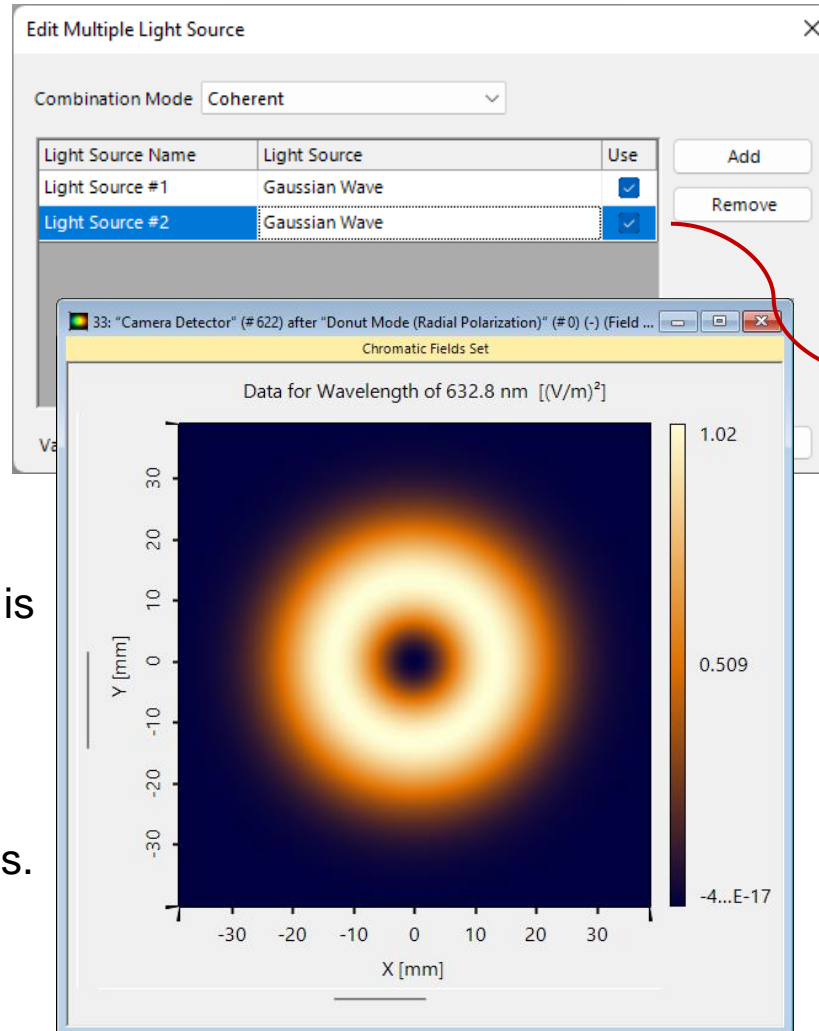 Edit Multiple Light Source
Combination Mode Coherent
Light Source Name Light Source Use
Add
Light Source #1 Gaussian Wave
Remove
Light Source #2 Gaussian Wave
33: "Camera Detector" (#622) after "Donut Mode (Radial Polarization)" (#0) (-) (Field ...
Chromatic Fields Set
Data for Wavelength of 632.8 nm [(V/m)²]
Va
is
s.
1.02
0.509
-4...E-17
Y [mm]
30
20
10
0
-10
-20
-30
-30 -20 -10 0 10 20 30
X [mm]